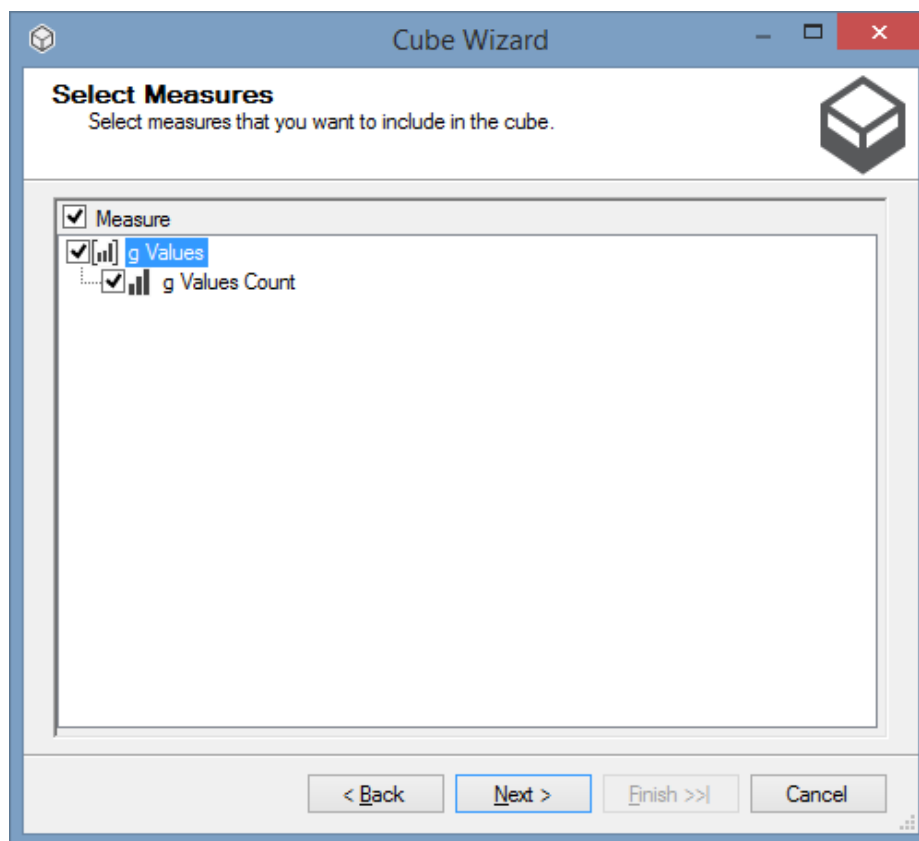 Cube Wizard
Select Measures
Select measures that you want to include in the cube.
Measure
g Values
g Values Count
< Back
Next >
Finish >>|
Cancel